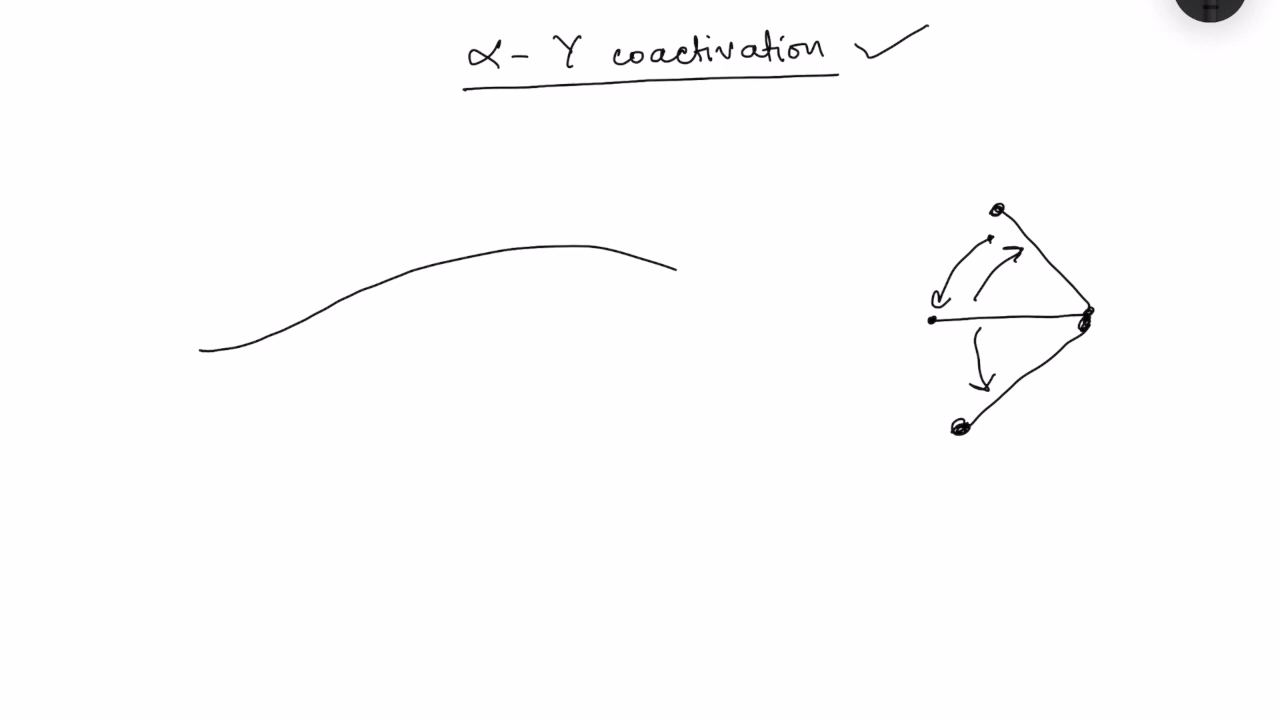 α - γ coactivation ✓